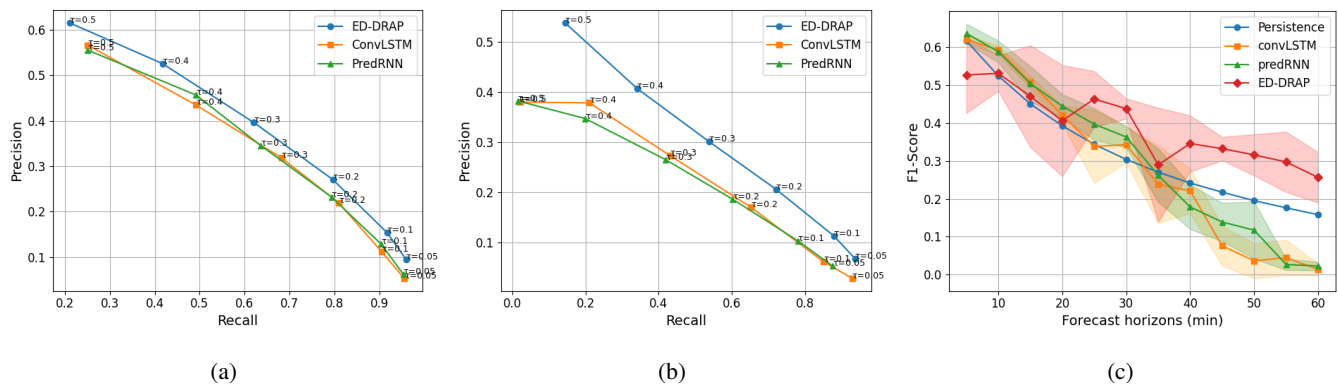 0.6
0.5
0.4
0.3
0.2
0.1
Precision
0.2 0.3 0.4 0.5 0.6 0.7 0.8 0.9
Recall
ED-DRAP
ConvLSTM
PredRNN
τ=0.5
τ=0.4
τ=0.3
τ=0.2
τ=0.1
τ=0.05
τ=0.5
τ=0.4
τ=0.3
τ=0.2
τ=0.1
τ=0.05
τ=0.5
τ=0.4
τ=0.3
τ=0.2
τ=0.1
τ=0.05
(a)
0.5
0.4
0.3
0.2
0.1
Precision
0.0 0.2 0.4 0.6 0.8
Recall
ED-DRAP
ConvLSTM
PredRNN
τ=0.5
τ=0.4
τ=0.3
τ=0.2
τ=0.1
τ=0.05
τ=0.5
τ=0.4
τ=0.3
τ=0.2
τ=0.1
τ=0.05
τ=0.5
τ=0.4
τ=0.3
τ=0.2
τ=0.1
τ=0.05
(b)
0.6
0.5
0.4
0.3
0.2
0.1
0.0
F1-Score
10 20 30 40 50 60
Forecast horizons (min)
Persistence
convLSTM
predRNN
ED-DRAP
(c)